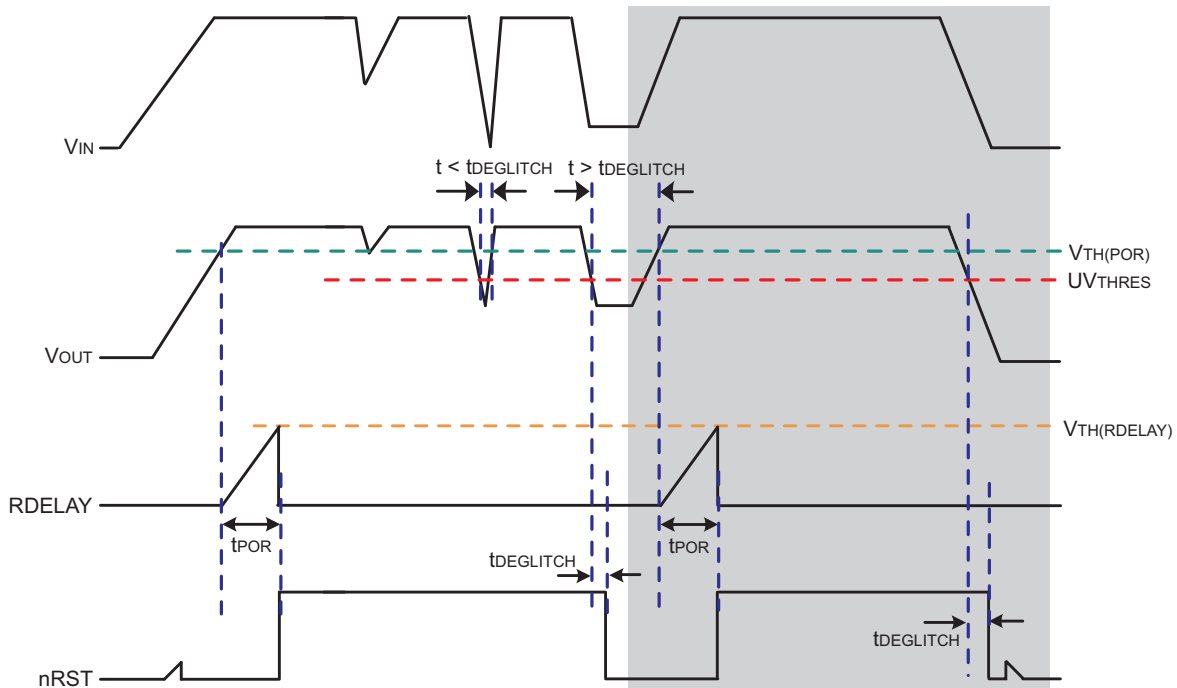 VIN
t < tDEGLITCH t > tDEGLITCH
VTH(POR)
UVTHRES
VOUT
VTH(RDELAY)
RDELAY
tPOR tPOR
tDEGLITCH
tDEGLITCH
nRST